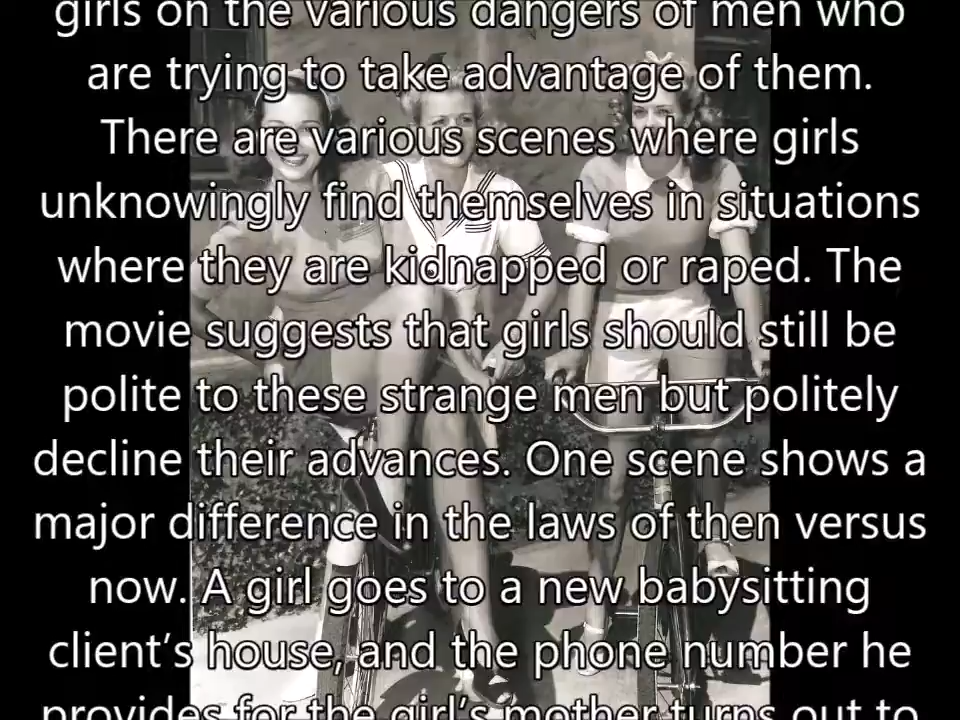 girls on the various dangers of men who
are trying to take advantage of them.
There are various scenes where girls
unknowingly find themselves in situations
where they are kidnapped or raped. The
movie suggests that girls should still be
polite to these strange men but politely
decline their advances. One scene shows a
major difference in the laws of then versus
now. A girl goes to a new babysitting
client’s house, and the phone number he
provides for the girl’s mother turns out to